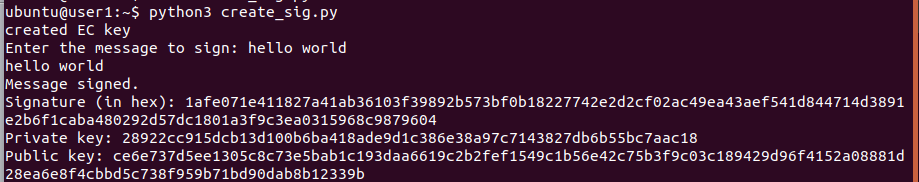 ubuntu@user1:~$ python3 create_sig.py
created EC key
Enter the message to sign: hello world
hello world
Message signed.
Signature (in hex): 1afe071e411827a41ab36103f39892b573bf0b18227742e2d2cf02ac49ea43aef541d844714d3891
e2b6f1caba480292d57dc1801a3f9c3ea0315968c9879604
Private key: 28922cc915dcb13d100b6ba418ade9d1c386e38a97c7143827db6b55bc7aac18
Public key: ce6e737d5ee1305c8c73e5bab1c193daa6619c2b2fef1549c1b56e42c75b3f9c03c189429d96f4152a08881d
28ea6e8f4cbbd5c738f959b71bd90dab8b12339b